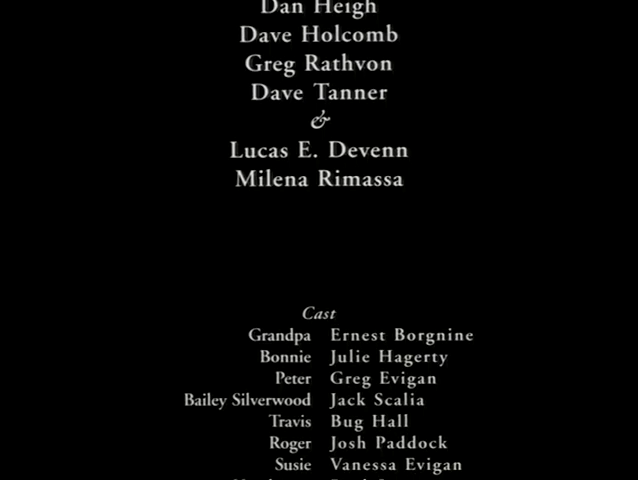 Dan Heigh
Dave Holcomb
Greg Rathvon
Dave Tanner
&
Lucas E. Devenn
Milena Rimassa
Cast
Grandpa Ernest Borgnine
Bonnie Julie Hagerty
Peter Greg Evigan
Bailey Silverwood Jack Scalia
Travis Bug Hall
Roger Josh Paddock
Susie Vanessa Evigan